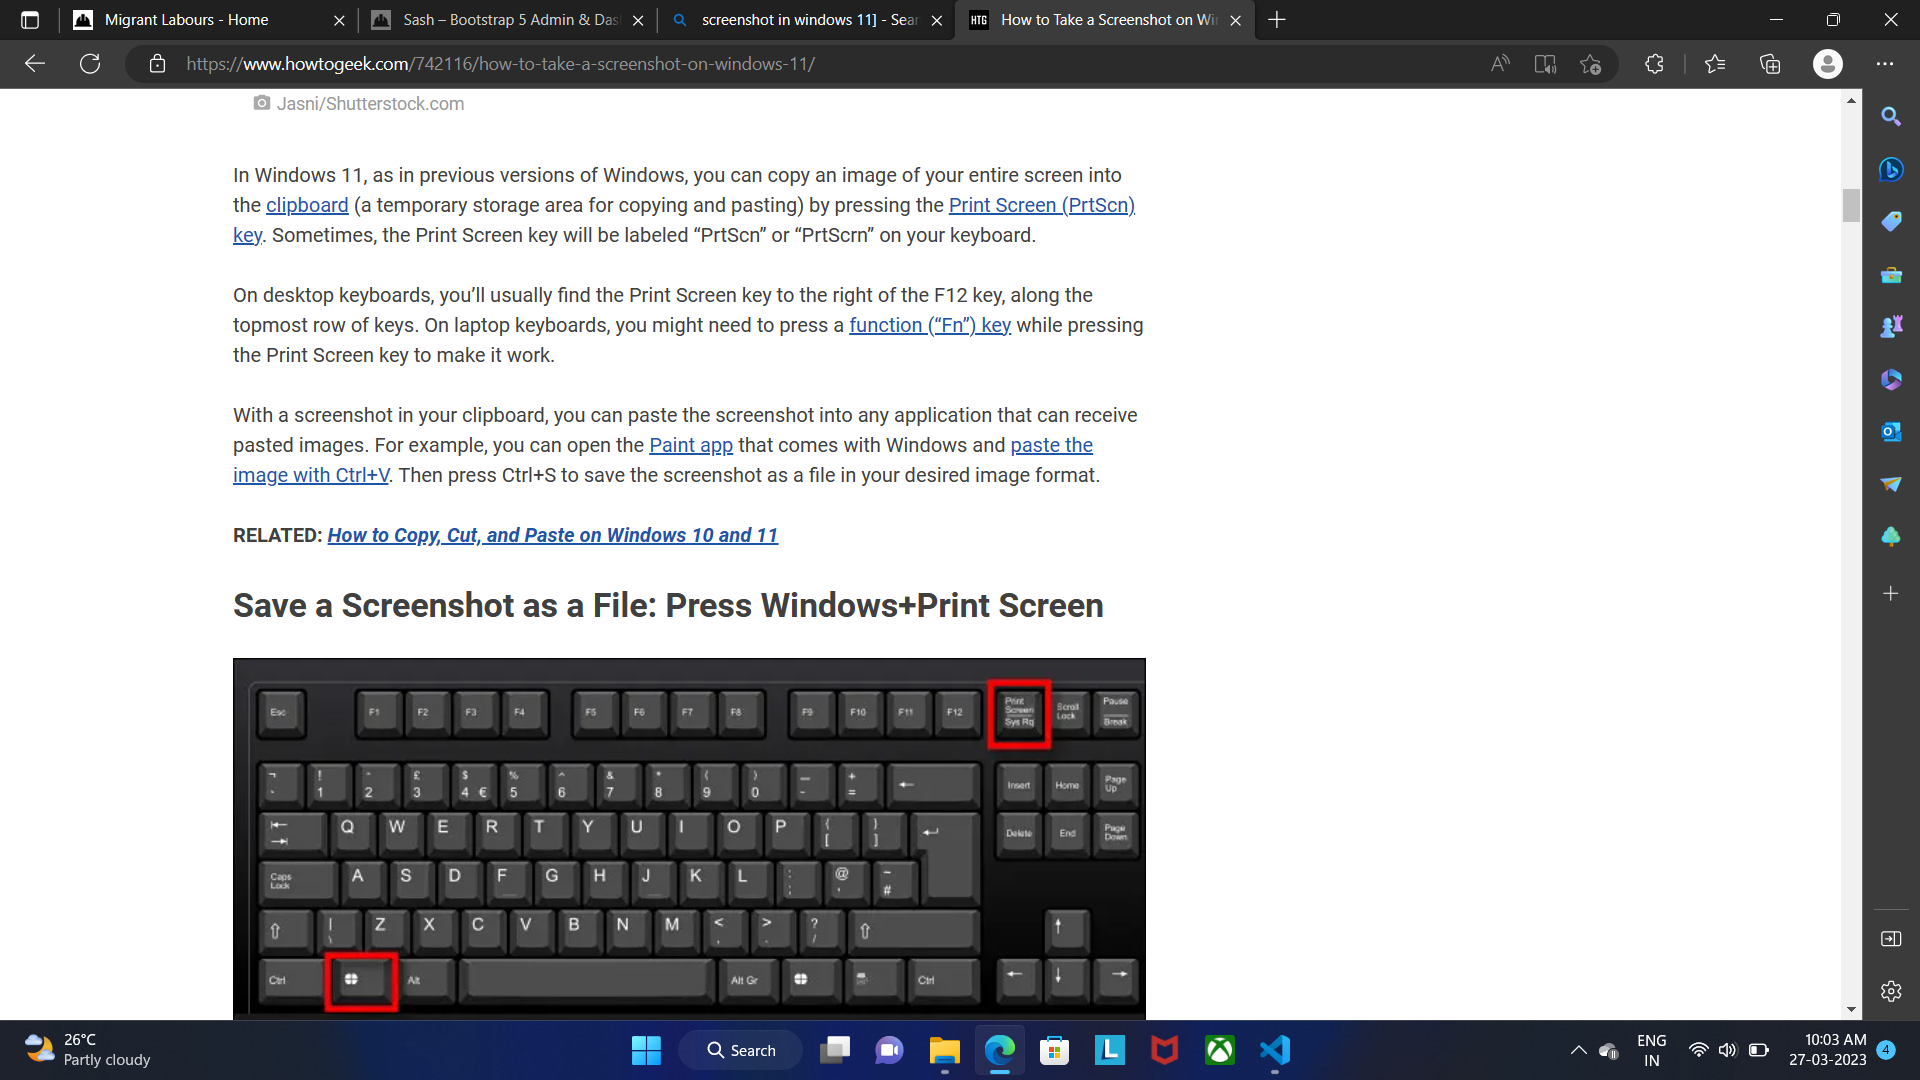 Migrant Labours - Home
Sash – Bootstrap 5 Admin & Das
screenshot in windows 11] - Sear
HTG
How to Take a Screenshot on Wi
https://www.howtogeek.com/742116/how-to-take-a-screenshot-on-windows-11/
Jasni/Shutterstock.com
In Windows 11, as in previous versions of Windows, you can copy an image of your entire screen into
the clipboard (a temporary storage area for copying and pasting) by pressing the Print Screen (PrtScn)
key. Sometimes, the Print Screen key will be labeled “PrtScn” or “PrtScrn” on your keyboard.
On desktop keyboards, you’ll usually find the Print Screen key to the right of the F12 key, along the
topmost row of keys. On laptop keyboards, you might need to press a function (“Fn”) key while pressing
the Print Screen key to make it work.
With a screenshot in your clipboard, you can paste the screenshot into any application that can receive
pasted images. For example, you can open the Paint app that comes with Windows and paste the
image with Ctrl+V. Then press Ctrl+S to save the screenshot as a file in your desired image format.
RELATED: How to Copy, Cut, and Paste on Windows 10 and 11
Save a Screenshot as a File: Press Windows+Print Screen
Esc F1 F2 F3 F4 F5 F6 F7 F8 F9 F10 F11 F12 Print Screen Sys Rq Scroll Lock Pause Break
¬ ` ! 1 " 2 £ 3 $ 4 € % 5 ^ 6 & 7 * 8 ( 9 ) 0 _ - + = ← Insert Home Page Up
Q W E R T Y U I O P { [ } ] Delete End Page Down
Caps Lock A S D F G H J K L : ; @ ' ~ #
| \ Z X C V B N M < , > . ? /
Ctrl Alt Alt Gr Ctrl
26°C
Partly cloudy
Search
ENG
IN
10:03 AM
27-03-2023
4